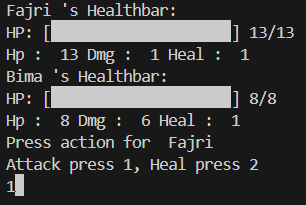 Fajri 's Healthbar:
HP: [                    ] 13/13
Hp :  13 Dmg :  1 Heal :  1
Bima 's Healthbar:
HP: [                    ] 8/8
Hp :  8 Dmg :  6 Heal :  1
Press action for  Fajri
Attack press 1, Heal press 2
1